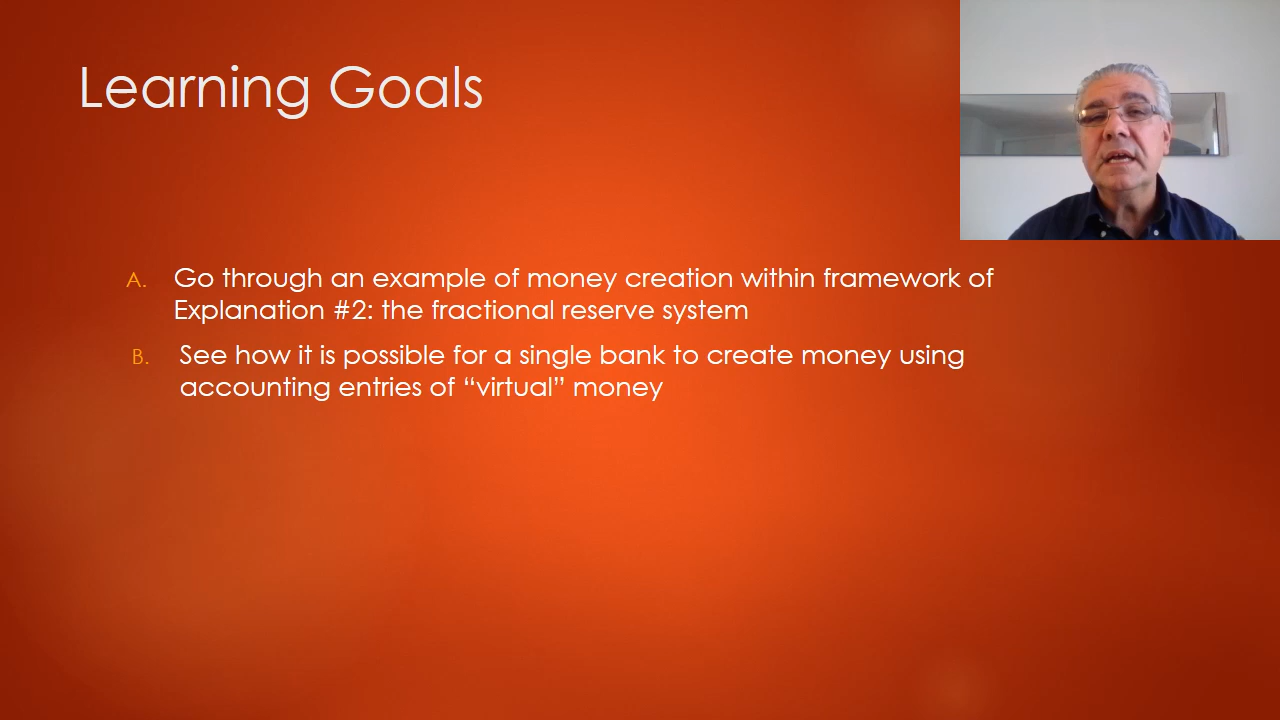 Learning Goals
A. Go through an example of money creation within framework of
Explanation #2: the fractional reserve system
B. See how it is possible for a single bank to create money using
accounting entries of “virtual” money